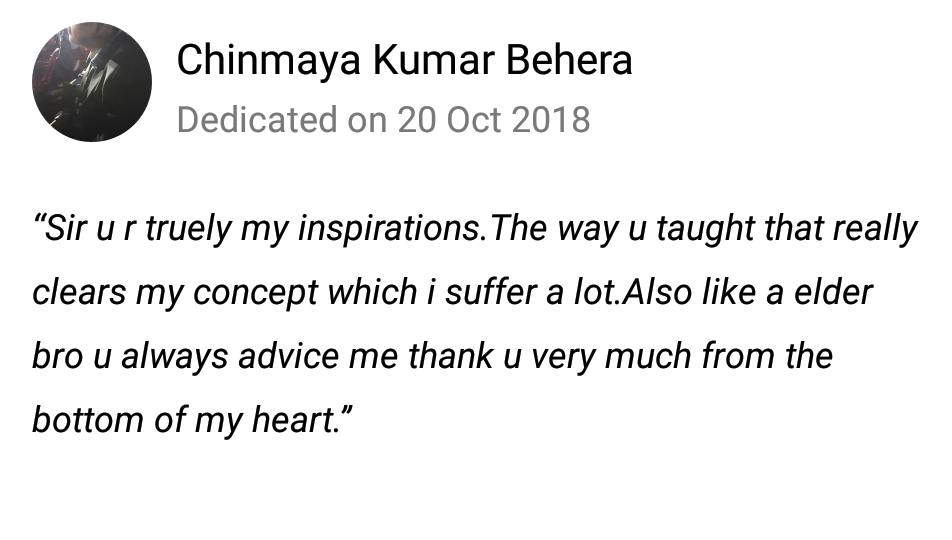 Chinmaya Kumar Behera
Dedicated on 20 Oct 2018
“Sir u r truely my inspirations.The way u taught that really
clears my concept which i suffer a lot.Also like a elder
bro u always advice me thank u very much from the
bottom of my heart.”